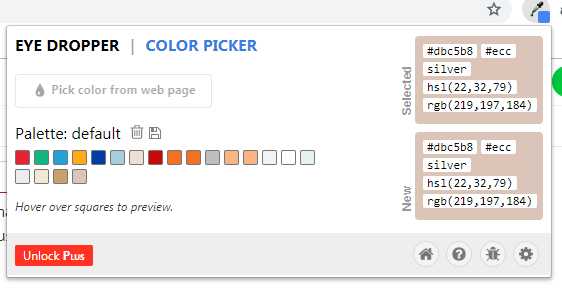 EYE DROPPER | COLOR PICKER
Pick color from web page
Palette: default
Hover over squares to preview.
Unlock Plus
Selected
#dbc5b8 #ecc
silver
hsl(22,32,79)
rgb(219,197,184)
New
#dbc5b8 #ecc
silver
hsl(22,32,79)
rgb(219,197,184)